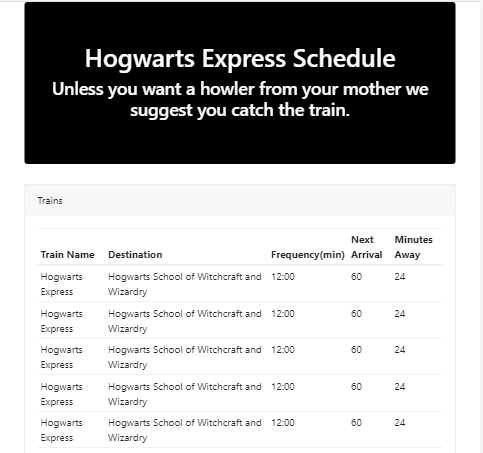 Hogwarts Express Schedule
Unless you want a howler from your mother we
suggest you catch the train.
Trains
Train Name Destination Frequency(min) Next Arrival Minutes Away
Hogwarts Express Hogwarts School of Witchcraft and Wizardry 12:00 60 24
Hogwarts Express Hogwarts School of Witchcraft and Wizardry 12:00 60 24
Hogwarts Express Hogwarts School of Witchcraft and Wizardry 12:00 60 24
Hogwarts Express Hogwarts School of Witchcraft and Wizardry 12:00 60 24
Hogwarts Express Hogwarts School of Witchcraft and Wizardry 12:00 60 24